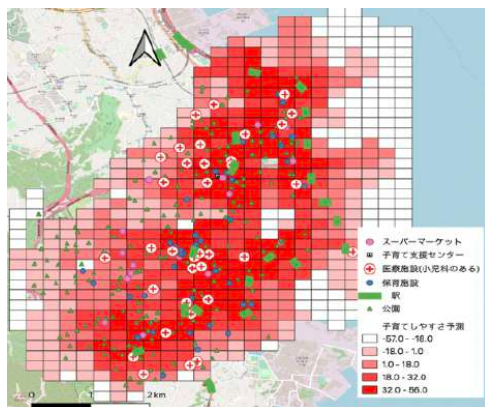 スーパーマーケット
子育て支援センター
医療施設(小児科のある)
保育施設
駅
公園
子育てしやすさ予測
-57.0 - -18.0
-18.0 - 1.0
1.0 - 18.0
18.0 - 32.0
32.0 - 56.0
0 1 2 km